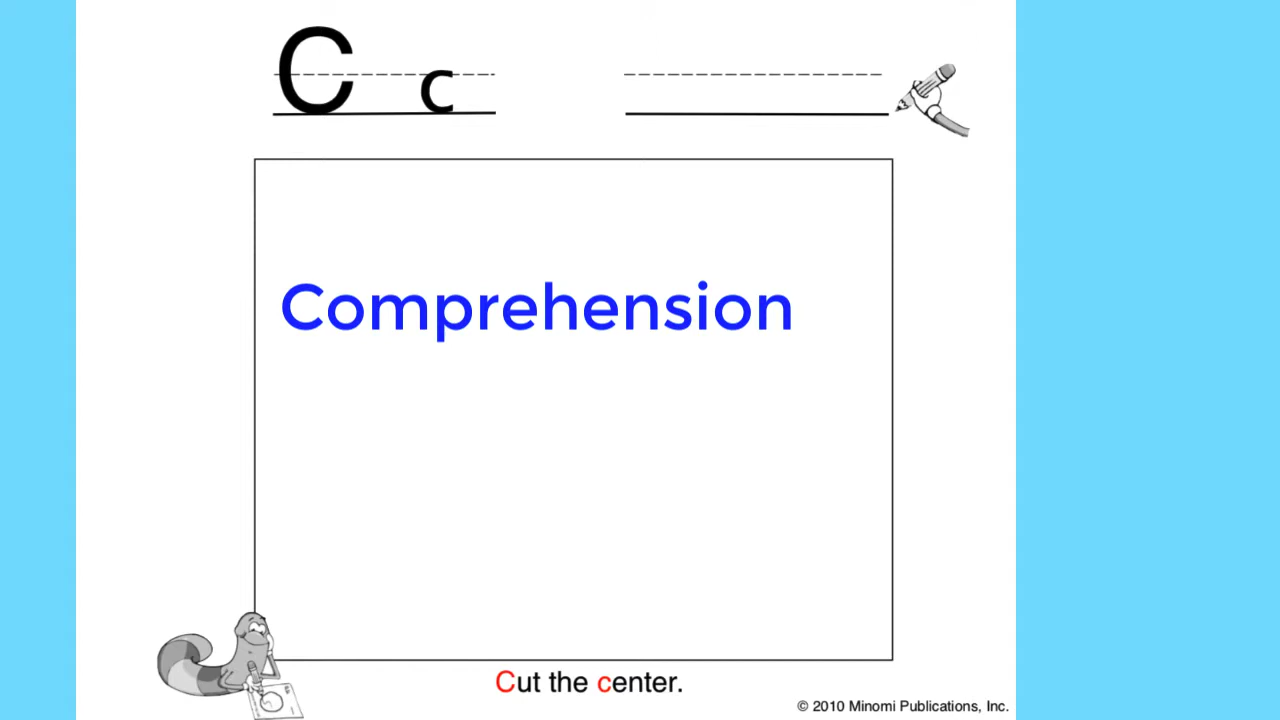 C c
Comprehension
Cut the center.
© 2010 Minomi Publications, Inc.